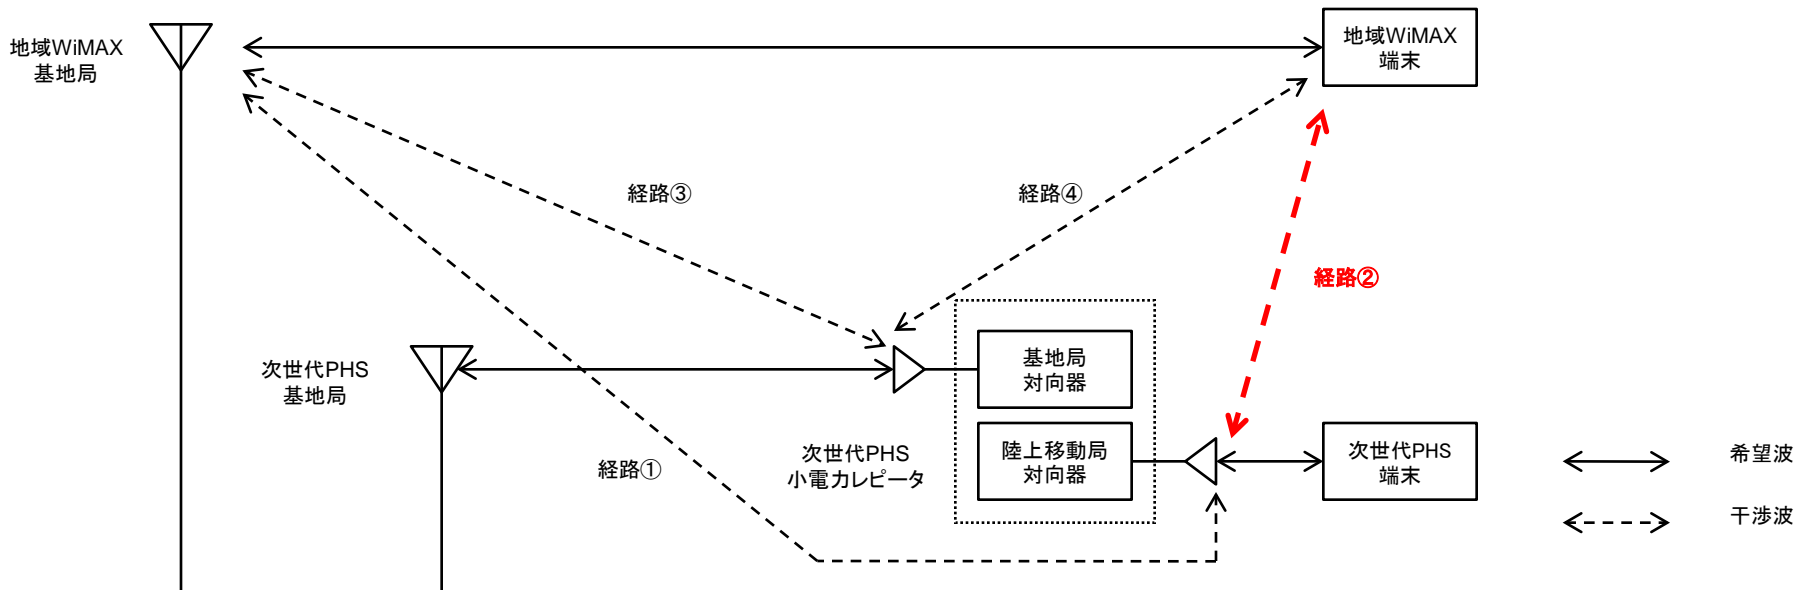 地域WiMAX
基地局
地域WiMAX
端末
経路③
経路④
経路②
次世代PHS
基地局
基地局
対向器
次世代PHS
小電力レピータ
陸上移動局
対向器
次世代PHS
端末
経路①
希望波
干渉波